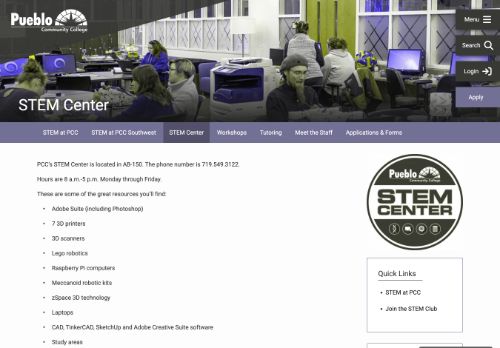 Pueblo
Community College
Menu
Search
Login
Apply
STEM Center
STEM at PCC
STEM at PCC Southwest
STEM Center
Workshops
Tutoring
Meet the Staff
Applications & Forms
PCC's STEM Center is located in AB-150. The phone number is 719.549.3122.
Hours are 8 a.m.-5 p.m. Monday through Friday.
These are some of the great resources you'll find:
• Adobe Suite (including Photoshop)
• 7 3D printers
• 3D scanners
• Lego robotics
• Raspberry Pi computers
• Meccanoid robotic kits
• zSpace 3D technology
• Laptops
• CAD, TinkerCAD, SketchUp and Adobe Creative Suite software
• Study areas
Pueblo
Community College
STEM
CENTER
Quick Links
• STEM at PCC
• Join the STEM Club